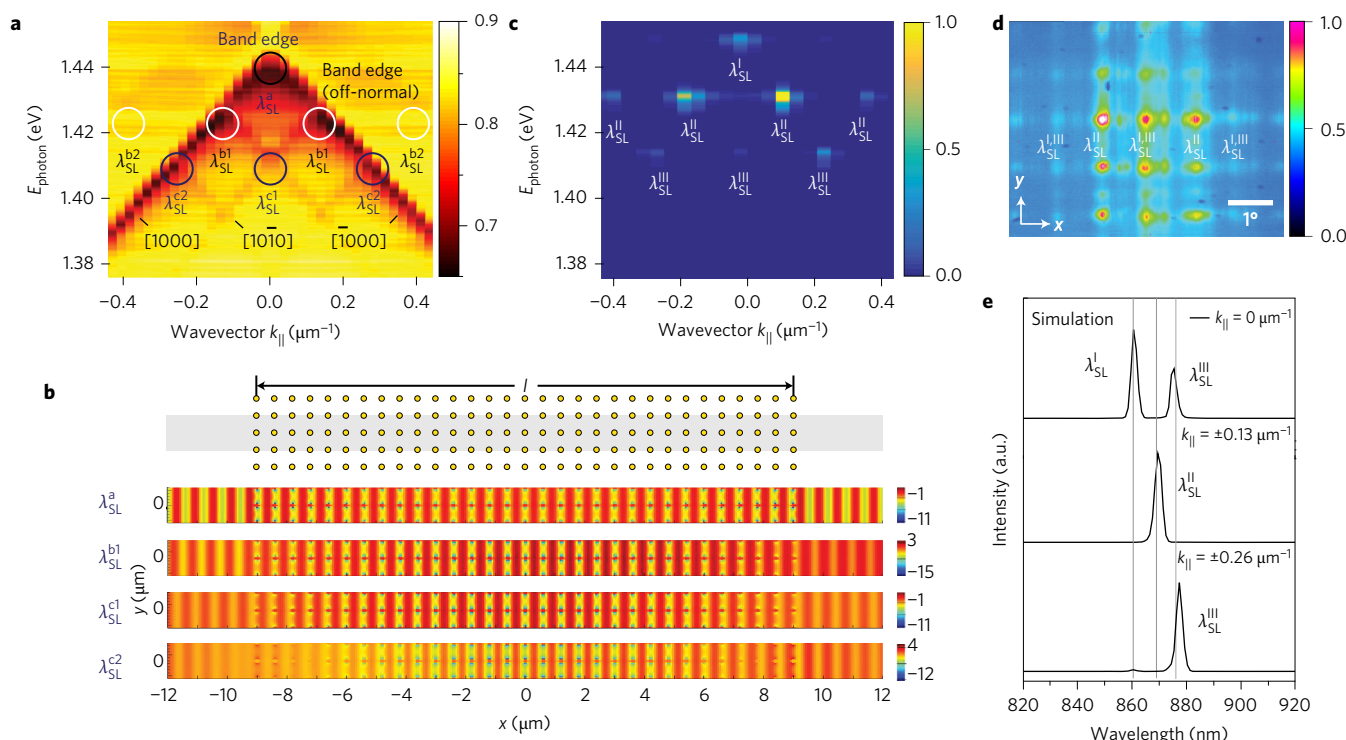 a
0.9
0.8
0.7
Band edge
Band edge
(off-normal)
λ^a_SL
λ^b2_SL
λ^b1_SL
λ^b1_SL
λ^b2_SL
λ^c2_SL
λ^c1_SL
λ^c2_SL
[1000]
[101̄0]
[1̄000]
1.44
1.42
1.40
1.38
E_photon (eV)
−0.4
−0.2
0.0
0.2
0.4
Wavevector k_|| (μm⁻¹)
c
1.0
0.5
0.0
λ^I_SL
λ^II_SL
λ^II_SL
λ^II_SL
λ^II_SL
λ^III_SL
λ^III_SL
λ^III_SL
1.44
1.42
1.40
1.38
E_photon (eV)
−0.4
−0.2
0.0
0.2
0.4
Wavevector k_|| (μm⁻¹)
d
1.0
0.5
0.0
λ^I,III_SL
λ^II_SL
λ^I,III_SL
λ^II_SL
λ^I,III_SL
y
x
1°
b
l
λ^a_SL
0
−1
−11
λ^b1_SL
0
3
−15
λ^c1_SL
0
−1
−11
λ^c2_SL
0
4
−12
y (μm)
−12
−10
−8
−6
−4
−2
0
2
4
6
8
10
12
x (μm)
e
Simulation
k_|| = 0 μm⁻¹
λ^I_SL
λ^III_SL
k_|| = ±0.13 μm⁻¹
λ^II_SL
k_|| = ±0.26 μm⁻¹
λ^III_SL
Intensity (a.u.)
820
840
860
880
900
920
Wavelength (nm)